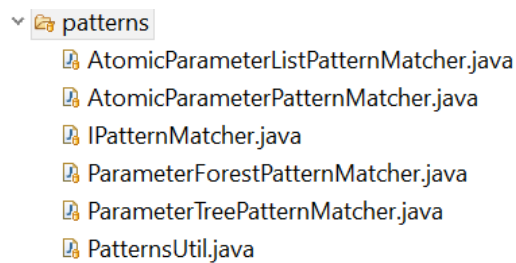 patterns
AtomicParameterListPatternMatcher.java
AtomicParameterPatternMatcher.java
IPatternMatcher.java
ParameterForestPatternMatcher.java
ParameterTreePatternMatcher.java
PatternsUtil.java